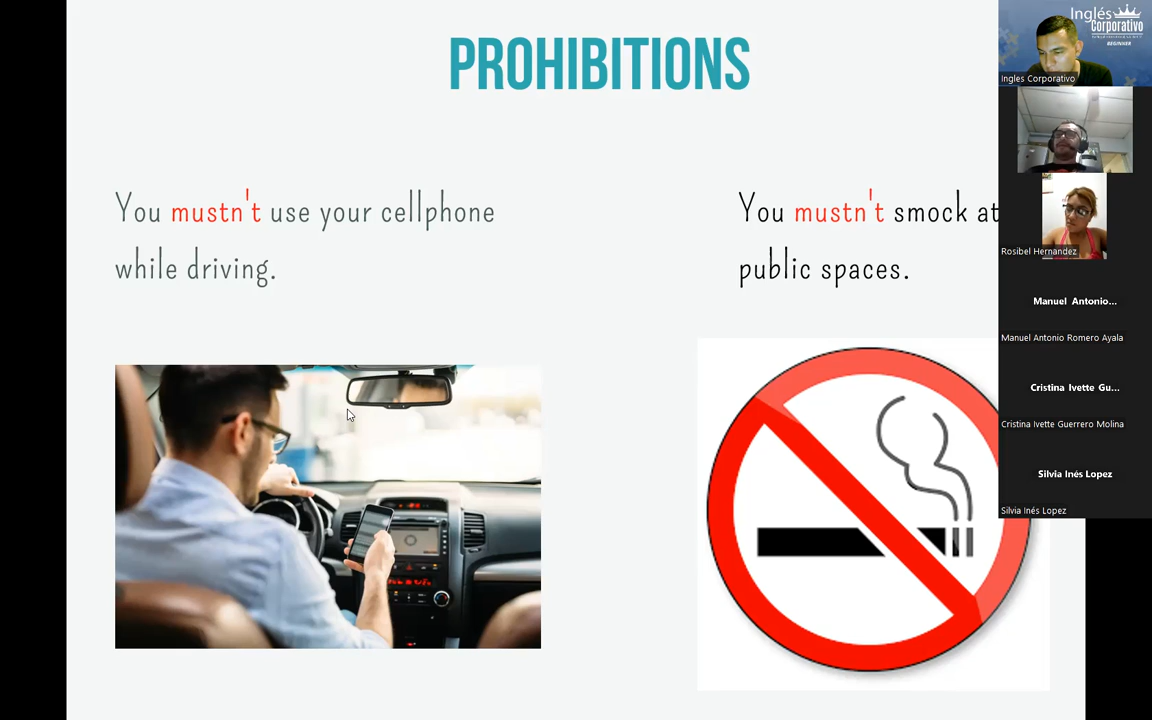 PROHIBITIONS
You mustn't use your cellphone
while driving.
You mustn't smock at
public spaces.
Inglés
Corporativo
BEGINNER
Ingles Corporativo
Rosibel Hernandez
Manuel Antonio...
Manuel Antonio Romero Ayala
Cristina Ivette Gu...
Cristina Ivette Guerrero Molina
Silvia Inés Lopez
Silvia Inés Lopez